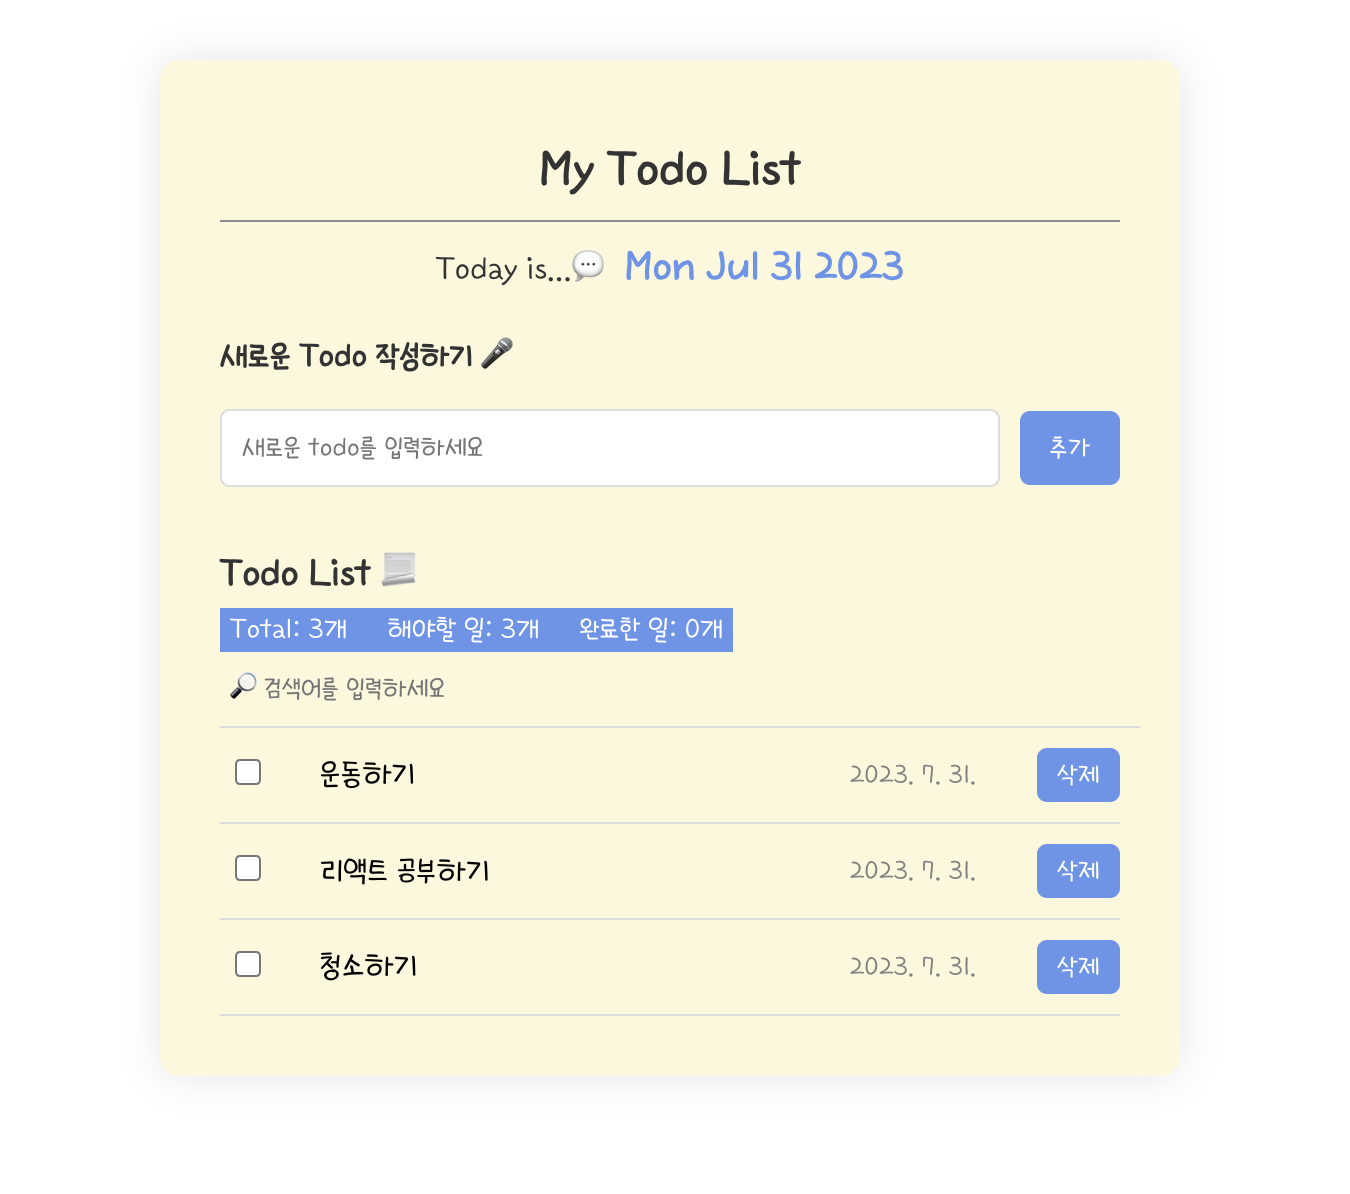 My Todo List
Today is...💬 Mon Jul 31 2023
새로운 Todo 작성하기 🎤
새로운 todo를 입력하세요 추가
Todo List 📃
Total: 3개 해야할 일: 3개 완료한 일: 0개
🔎 검색어를 입력하세요
운동하기 2023. 7. 31. 삭제
리액트 공부하기 2023. 7. 31. 삭제
청소하기 2023. 7. 31. 삭제